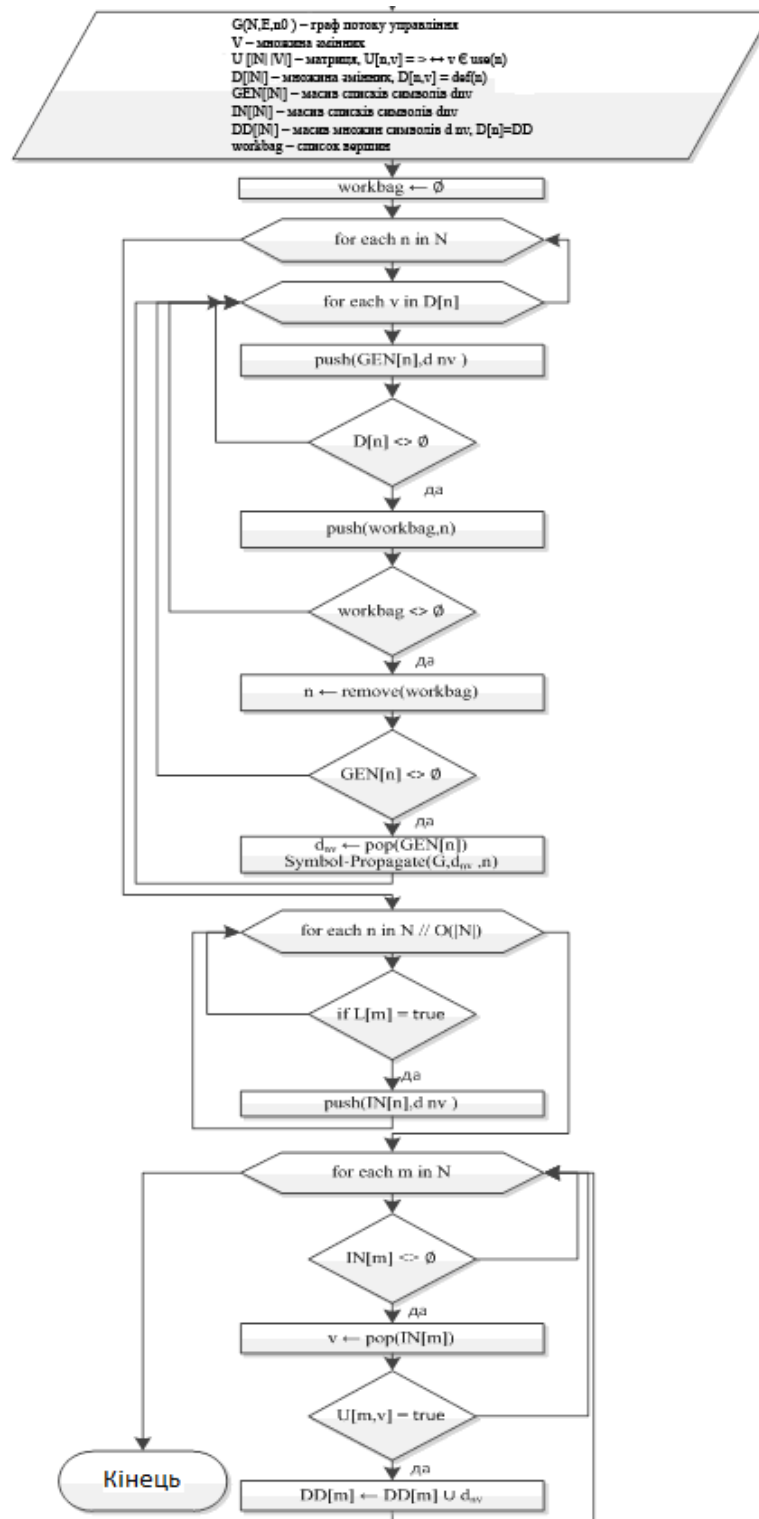 G(N,E,n0 ) – граф потоку управління
V – множина змінних
U [|N| |V|] – матриця, U[n,v] = > ↔ v Є use(n)
D[|N|] – множина змінних, D[n,v] = def(n)
GEN[|N|] – масив списків символів dnv
IN[|N|] – масив списків символів dnv
DD[|N|] – масив множин символів d nv, D[n]=DD
workbag – список вершин
workbag ← Ø
for each n in N
for each v in D[n]
push(GEN[n],d nv )
D[n] <> Ø
да
push(workbag,n)
workbag <> Ø
да
n ← remove(workbag)
GEN[n] <> Ø
да
dnv ← pop(GEN[n])
Symbol-Propagate(G,dnv ,n)
for each n in N // O(|N|)
if L[m] = true
да
push(IN[n],d nv )
for each m in N
IN[m] <> Ø
да
v ← pop(IN[m])
U[m,v] = true
да
Кінець
DD[m] ← DD[m] ∪ dnv